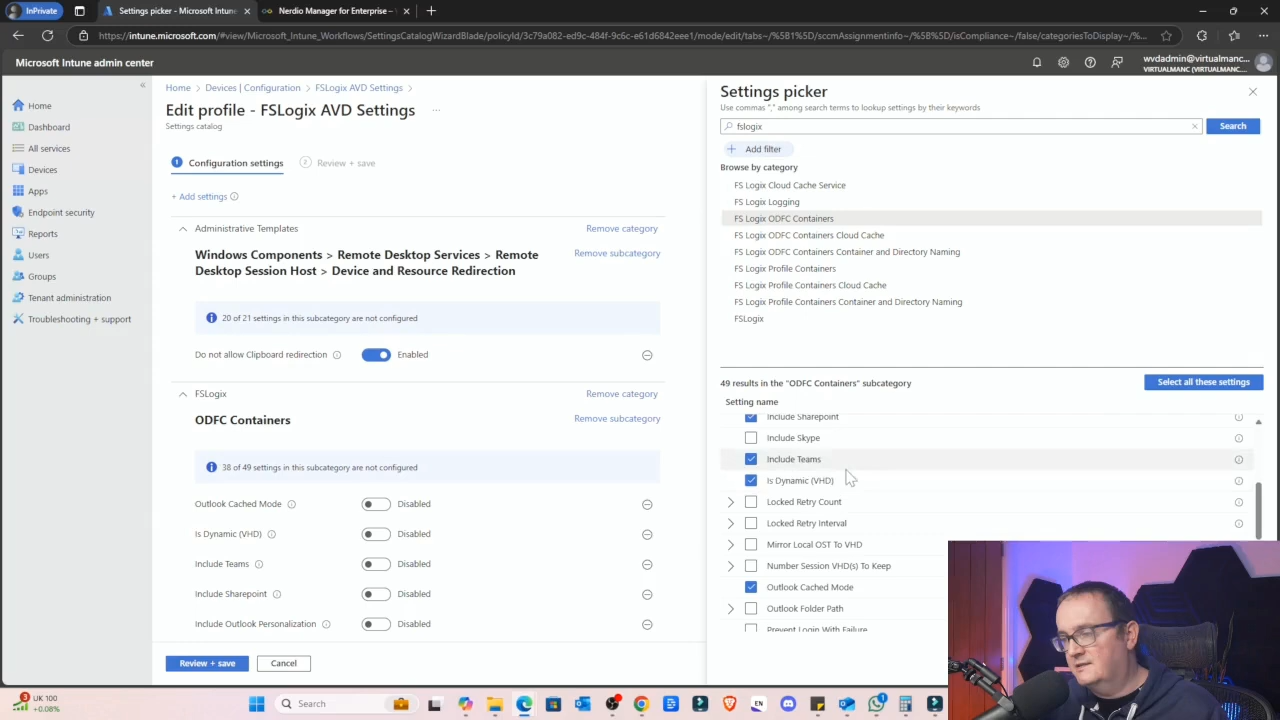 InPrivate
Settings picker - Microsoft Intune
Nerdio Manager for Enterprise -
https://intune.microsoft.com/#view/Microsoft_Intune_Workflows/SettingsCatalogWizardBlade/policyId/3c79a082-ed9c-484f-9c6c-e61d6842eee1/mode/edit/tabs~/%5B%5D/sccmAssignmentinfo~/%5B%5D/isCompliance~/false/categoriesToDisplay~/%...
Microsoft Intune admin center
wvdadmin@virtualmanc...
VIRTUALMANC (VIRTUALMANC....
Home
Dashboard
All services
Devices
Apps
Endpoint security
Reports
Users
Groups
Tenant administration
Troubleshooting + support
Home > Devices | Configuration > FSLogix AVD Settings >
Edit profile - FSLogix AVD Settings
Settings catalog
1 Configuration settings
2 Review + save
+ Add settings
Administrative Templates
Remove category
Windows Components > Remote Desktop Services > Remote
Desktop Session Host > Device and Resource Redirection
Remove subcategory
20 of 21 settings in this subcategory are not configured
Do not allow Clipboard redirection
Enabled
FSLogix
Remove category
ODFC Containers
Remove subcategory
38 of 49 settings in this subcategory are not configured
Outlook Cached Mode
Disabled
Is Dynamic (VHD)
Disabled
Include Teams
Disabled
Include Sharepoint
Disabled
Include Outlook Personalization
Disabled
Review + save
Cancel
Settings picker
Use commas "," among search terms to lookup settings by their keywords
fslogix
Search
Add filter
Browse by category
FS Logix Cloud Cache Service
FS Logix Logging
FS Logix ODFC Containers
FS Logix ODFC Containers Cloud Cache
FS Logix ODFC Containers Container and Directory Naming
FS Logix Profile Containers
FS Logix Profile Containers Cloud Cache
FS Logix Profile Containers Container and Directory Naming
FSLogix
49 results in the "ODFC Containers" subcategory
Select all these settings
Setting name
Include Sharepoint
Include Skype
Include Teams
Is Dynamic (VHD)
Locked Retry Count
Locked Retry Interval
Mirror Local OST To VHD
Number Session VHD(s) To Keep
Outlook Cached Mode
Outlook Folder Path
Prevent Login With Failure
3
UK 100
+0.08%
Search
EN
1